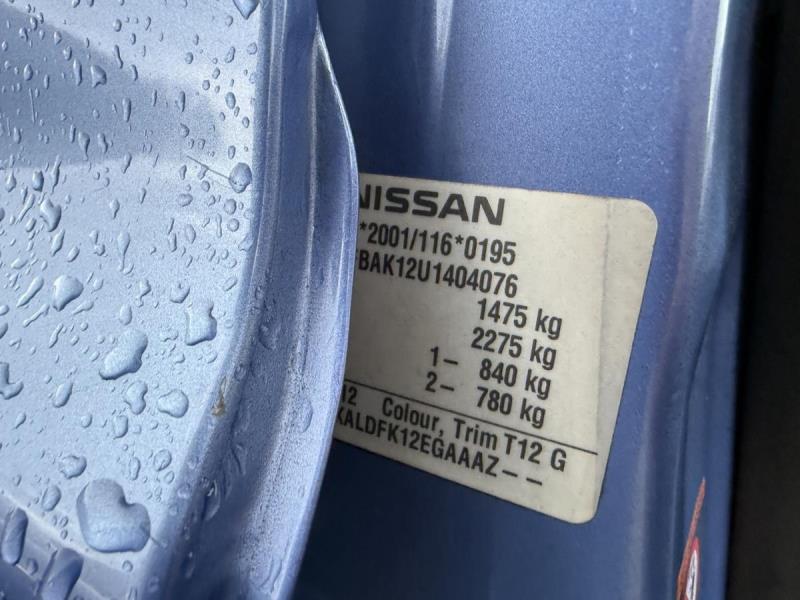 NISSAN
*2001/116*0195
BAK12U1404076
1475 kg
2275 kg
1– 840 kg
2– 780 kg
12 Colour, Trim T12 G
KALDFK12EGAAAZ––